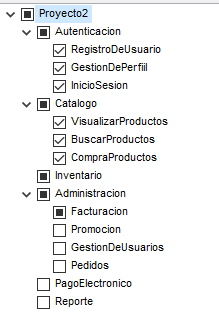 Proyecto2
Autenticacion
RegistroDeUsuario
GestionDePerfiil
InicioSesion
Catalogo
VisualizarProductos
BuscarProductos
CompraProductos
Inventario
Administracion
Facturacion
Promocion
GestionDeUsuarios
Pedidos
PagoElectronico
Reporte